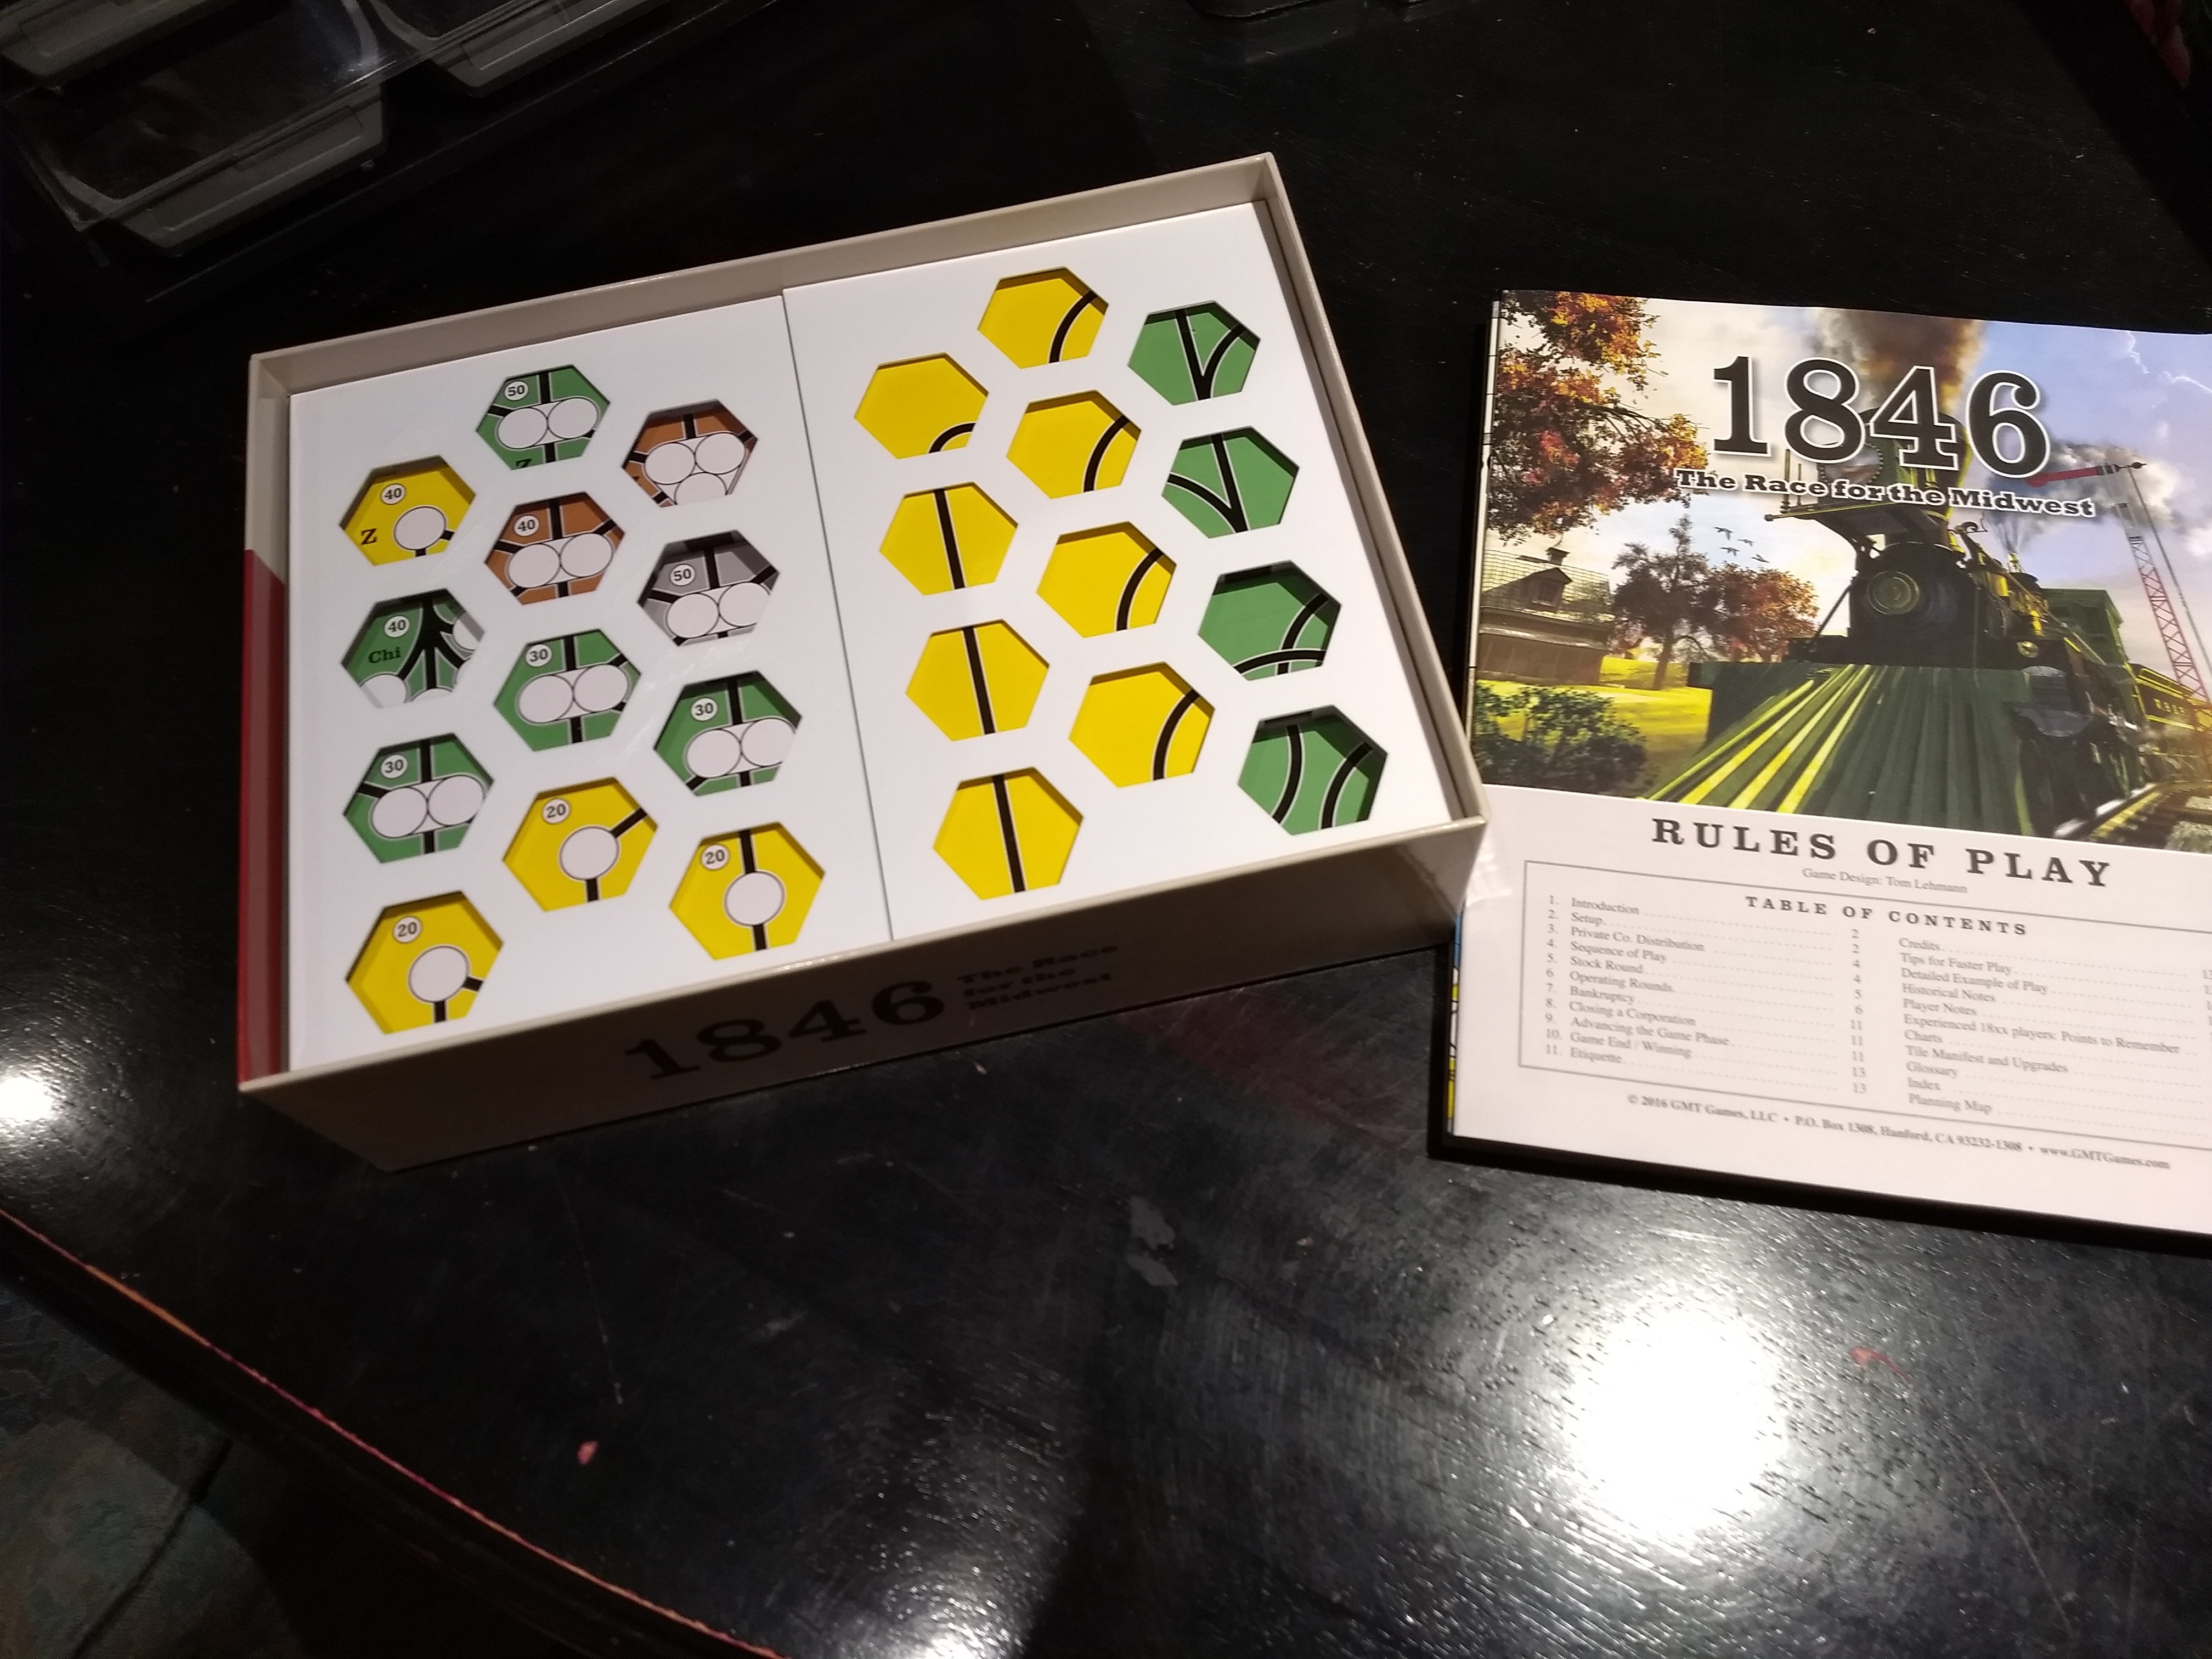 50
40
Z
Z
40
50
40
Chi
30
30
30
20
20
20
1846 The Race
for the
Midwest
1846
The Race for the Midwest
RULES OF PLAY
Game Design: Tom Lehmann
TABLE OF CONTENTS
1. Introduction 2
2. Setup 2
3. Private Co. Distribution 4
4. Sequence of Play 4
5. Stock Round 5
6 Operating Rounds. 6
7. Bankruptcy 11
8. Closing a Corporation 11
9. Advancing the Game Phase 11
10. Game End / Winning 13
11. Etiquette 13
Credits
Tips for Faster Play
Detailed Example of Play
Historical Notes
Player Notes
Experienced 18xx players: Points to Remember
Charts
Tile Manifest and Upgrades
Glossary
Index
Planning Map
© 2016 GMT Games, LLC • P.O. Box 1308, Hanford, CA 93232-1308 • www.GMTGames.com